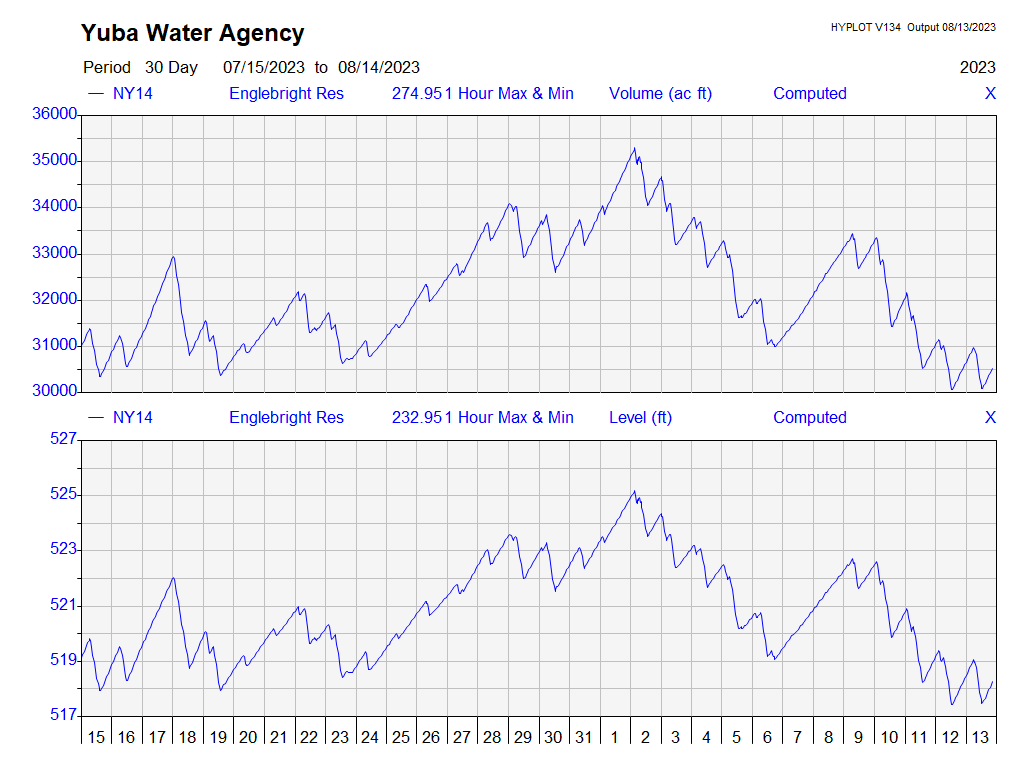 Yuba Water Agency
HYPLOT V134 Output 08/13/2023
Period 30 Day 07/15/2023 to 08/14/2023 2023
NY14 Englebright Res 274.951 Hour Max & Min Volume (ac ft) Computed X
36000
35000
34000
33000
32000
31000
30000
NY14 Englebright Res 232.951 Hour Max & Min Level (ft) Computed X
527
525
523
521
519
517
15 16 17 18 19 20 21 22 23 24 25 26 27 28 29 30 31 1 2 3 4 5 6 7 8 9 10 11 12 13